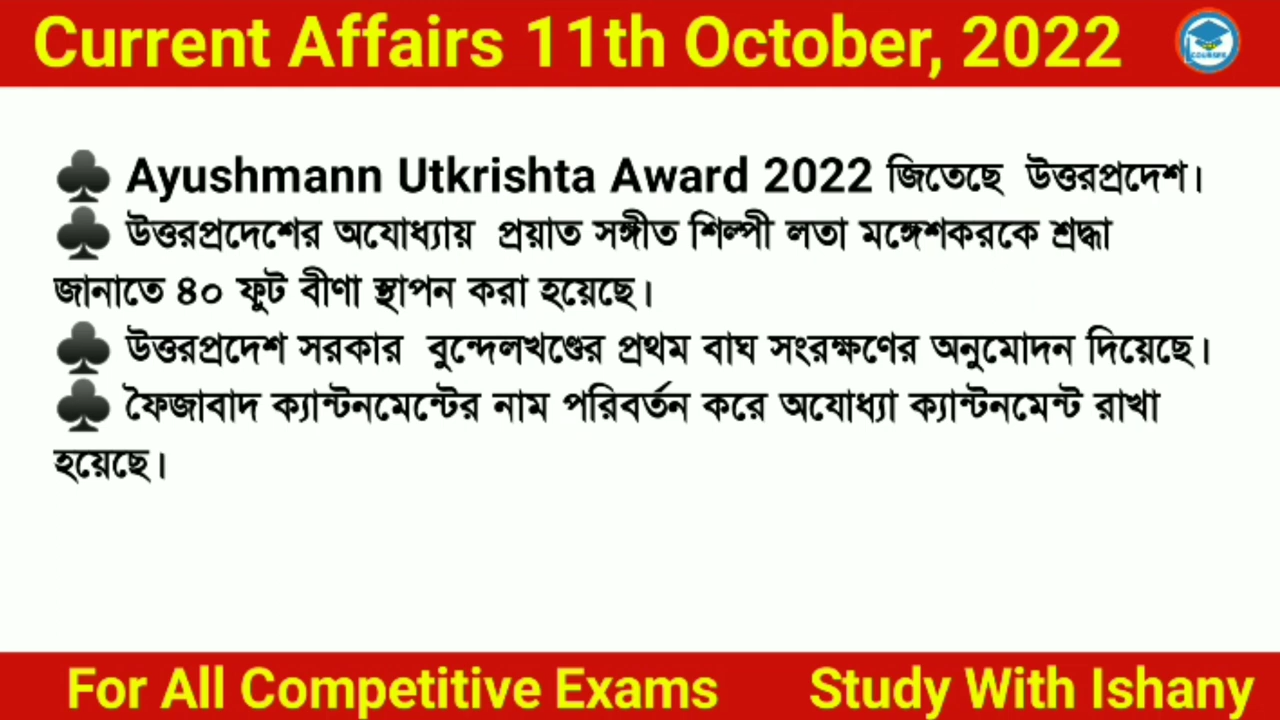 Current Affairs 11th October, 2022
COURSES
♣ Ayushmann Utkrishta Award 2022 জিতেছে উত্তরপ্রদেশ।
♣ উত্তরপ্রদেশের অযোধ্যায় প্রয়াত সঙ্গীত শিল্পী লতা মঙ্গেশকরকে শ্রদ্ধা
জানাতে ৪০ ফুট বীণা স্থাপন করা হয়েছে।
♣ উত্তরপ্রদেশ সরকার বুন্দেলখণ্ডের প্রথম বাঘ সংরক্ষণের অনুমোদন দিয়েছে।
♣ ফৈজাবাদ ক্যান্টনমেন্টের নাম পরিবর্তন করে অযোধ্যা ক্যান্টনমেন্ট রাখা
হয়েছে।
For All Competitive Exams Study With Ishany